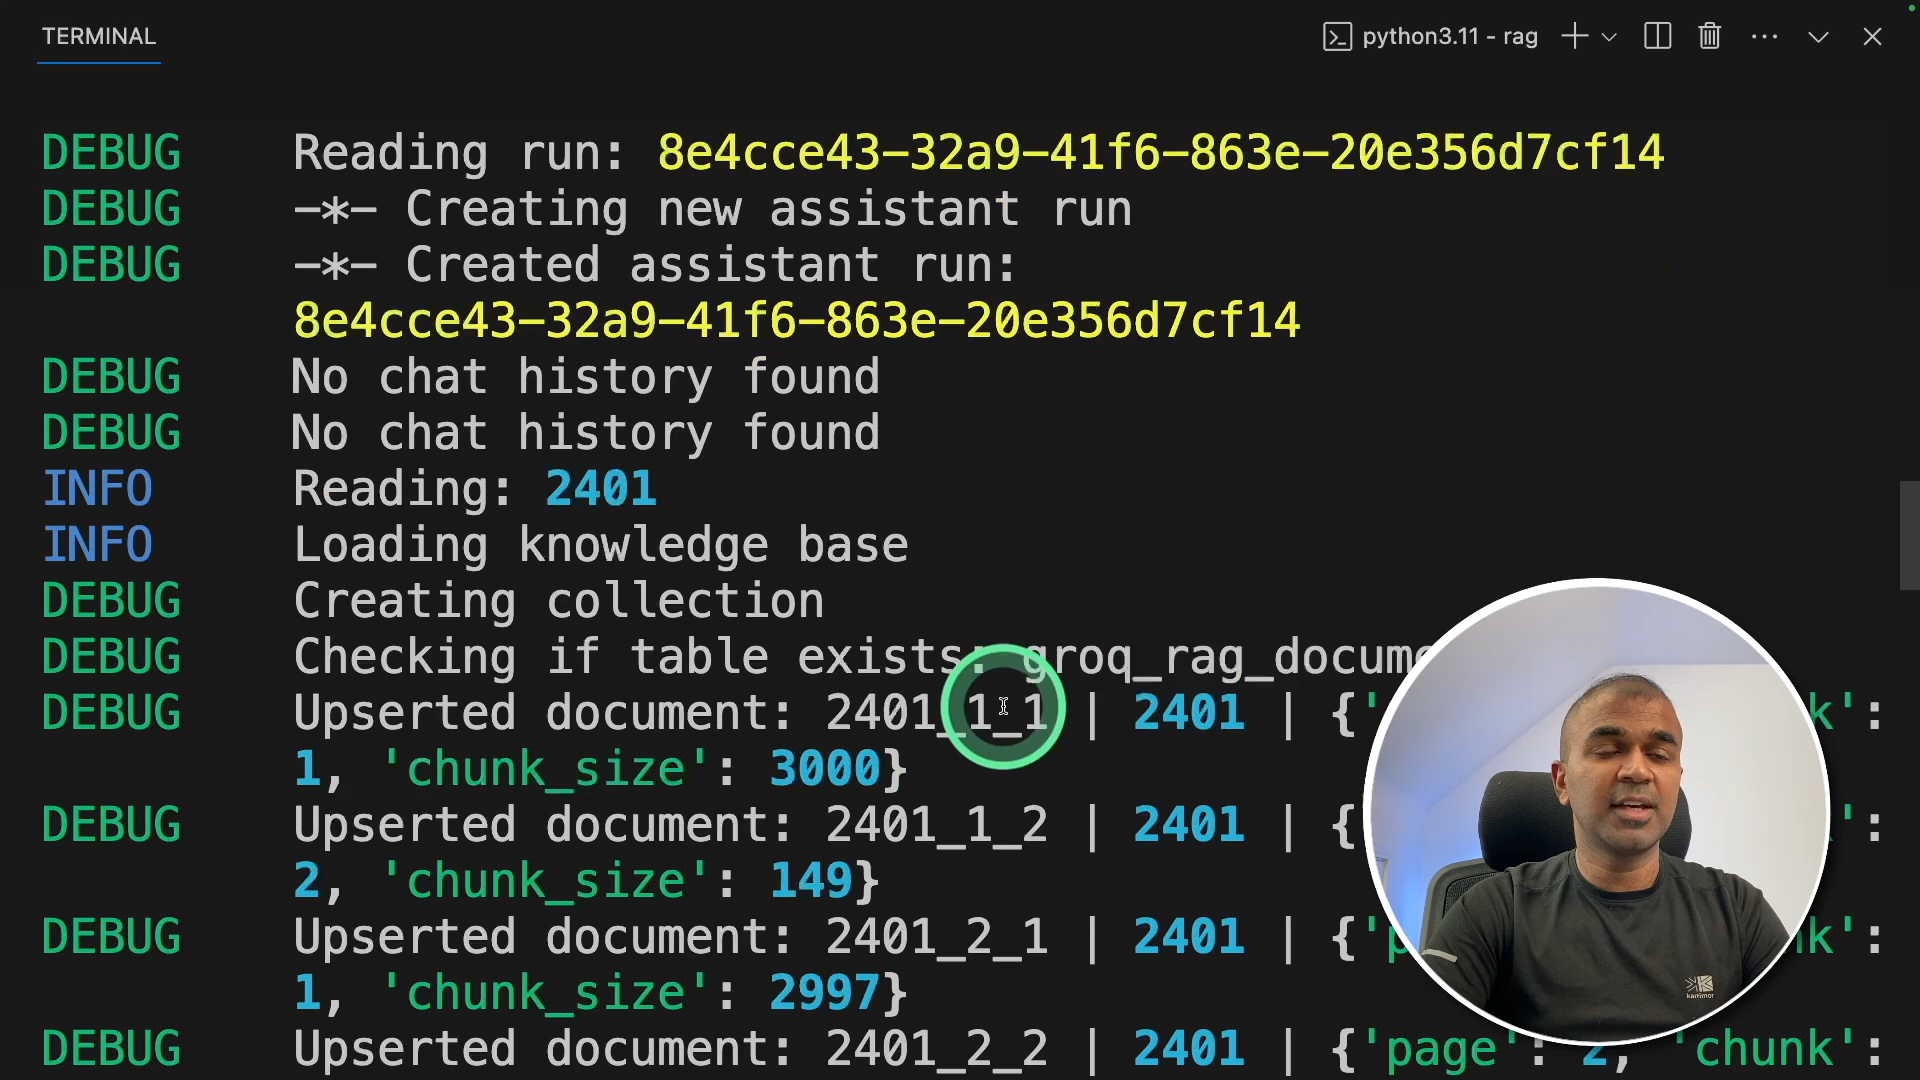 TERMINAL
python3.11 - rag
DEBUG Reading run: 8e4cce43-32a9-41f6-863e-20e356d7cf14
DEBUG -*- Creating new assistant run
DEBUG -*- Created assistant run:
8e4cce43-32a9-41f6-863e-20e356d7cf14
DEBUG No chat history found
DEBUG No chat history found
INFO Reading: 2401
INFO Loading knowledge base
DEBUG Creating collection
DEBUG Checking if table exists: groq_rag_docume
DEBUG Upserted document: 2401_1_1 | 2401 | {' k':
1, 'chunk_size': 3000}
DEBUG Upserted document: 2401_1_2 | 2401 | { ':
2, 'chunk_size': 149}
DEBUG Upserted document: 2401_2_1 | 2401 | {'p nk':
1, 'chunk_size': 2997}
DEBUG Upserted document: 2401_2_2 | 2401 | {'page': 2, 'chunk':
karrimor